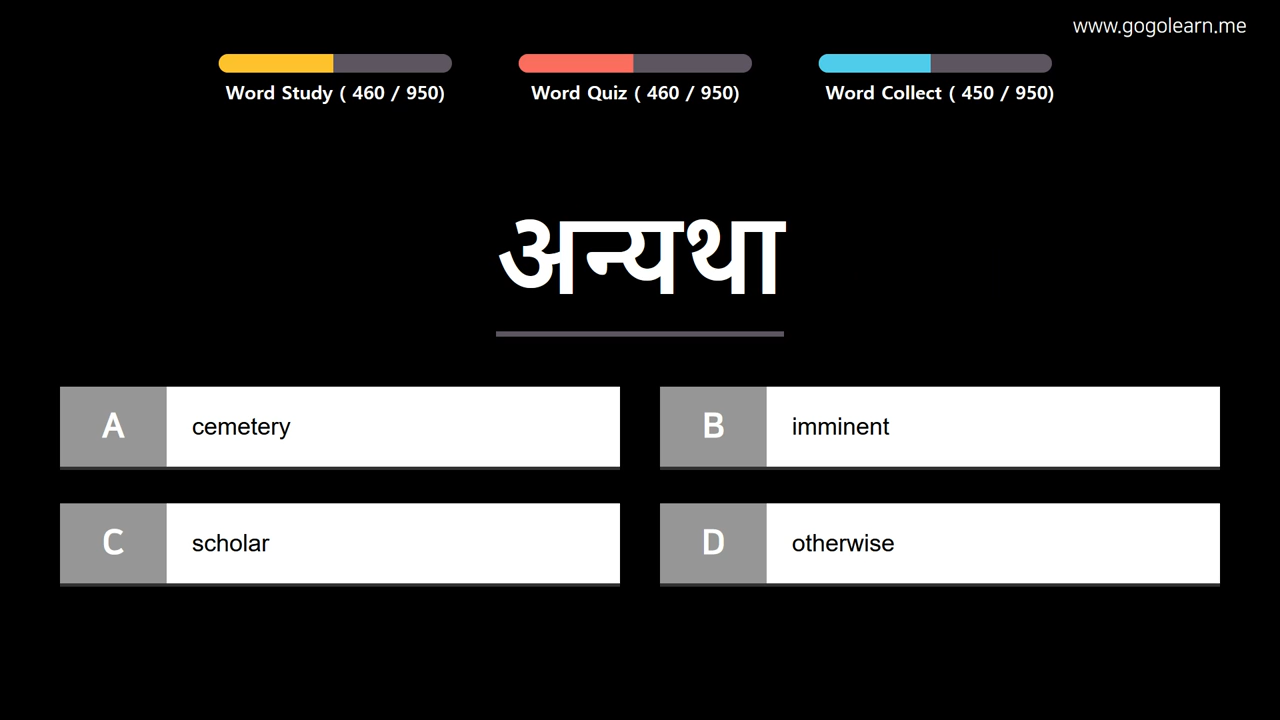 www.gogolearn.me
Word Study ( 460 / 950)
Word Quiz ( 460 / 950)
Word Collect ( 450 / 950)
अन्यथा
A cemetery
B imminent
C scholar
D otherwise